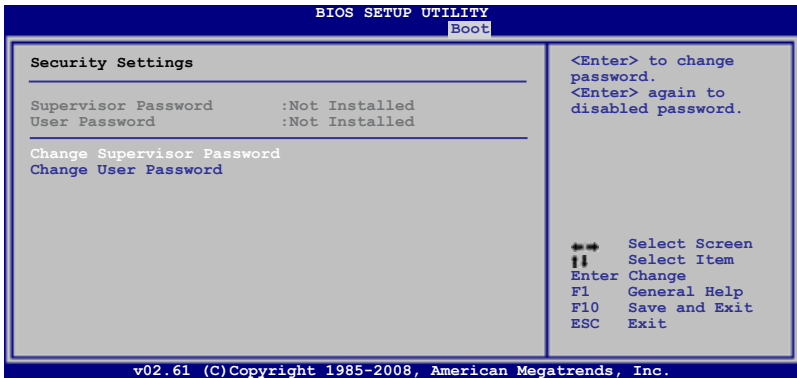 BIOS SETUP UTILITY
Boot
Security Settings
Supervisor Password :Not Installed
User Password :Not Installed
Change Supervisor Password
Change User Password
<Enter> to change
password.
<Enter> again to
disabled password.
←→ Select Screen
↑↓ Select Item
Enter Change
F1 General Help
F10 Save and Exit
ESC Exit
v02.61 (C)Copyright 1985-2008, American Megatrends, Inc.